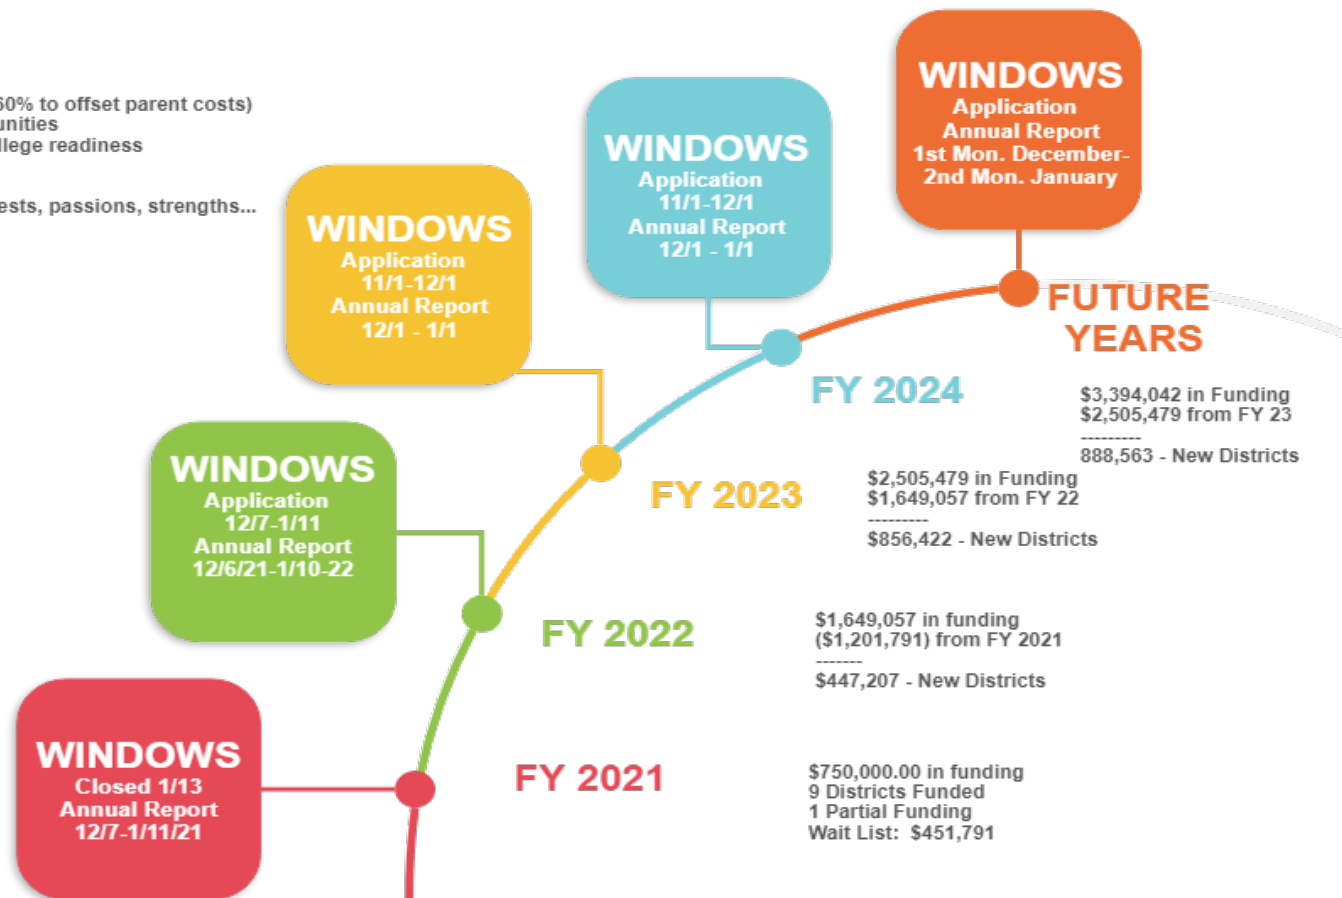 60% to offset parent costs)
unities
llege readiness
ests, passions, strengths...
WINDOWS
Application
Annual Report
1st Mon. December-
2nd Mon. January
FUTURE
YEARS
$3,394,042 in Funding
$2,505,479 from FY 23
---------
888,563 - New Districts
WINDOWS
Application
11/1-12/1
Annual Report
12/1 - 1/1
FY 2024
$2,505,479 in Funding
$1,649,057 from FY 22
---------
$856,422 - New Districts
WINDOWS
Application
11/1-12/1
Annual Report
12/1 - 1/1
FY 2023
$1,649,057 in funding
($1,201,791) from FY 2021
-------
$447,207 - New Districts
WINDOWS
Application
12/7-1/11
Annual Report
12/6/21-1/10-22
FY 2022
WINDOWS
Closed 1/13
Annual Report
12/7-1/11/21
FY 2021
$750,000.00 in funding
9 Districts Funded
1 Partial Funding
Wait List: $451,791